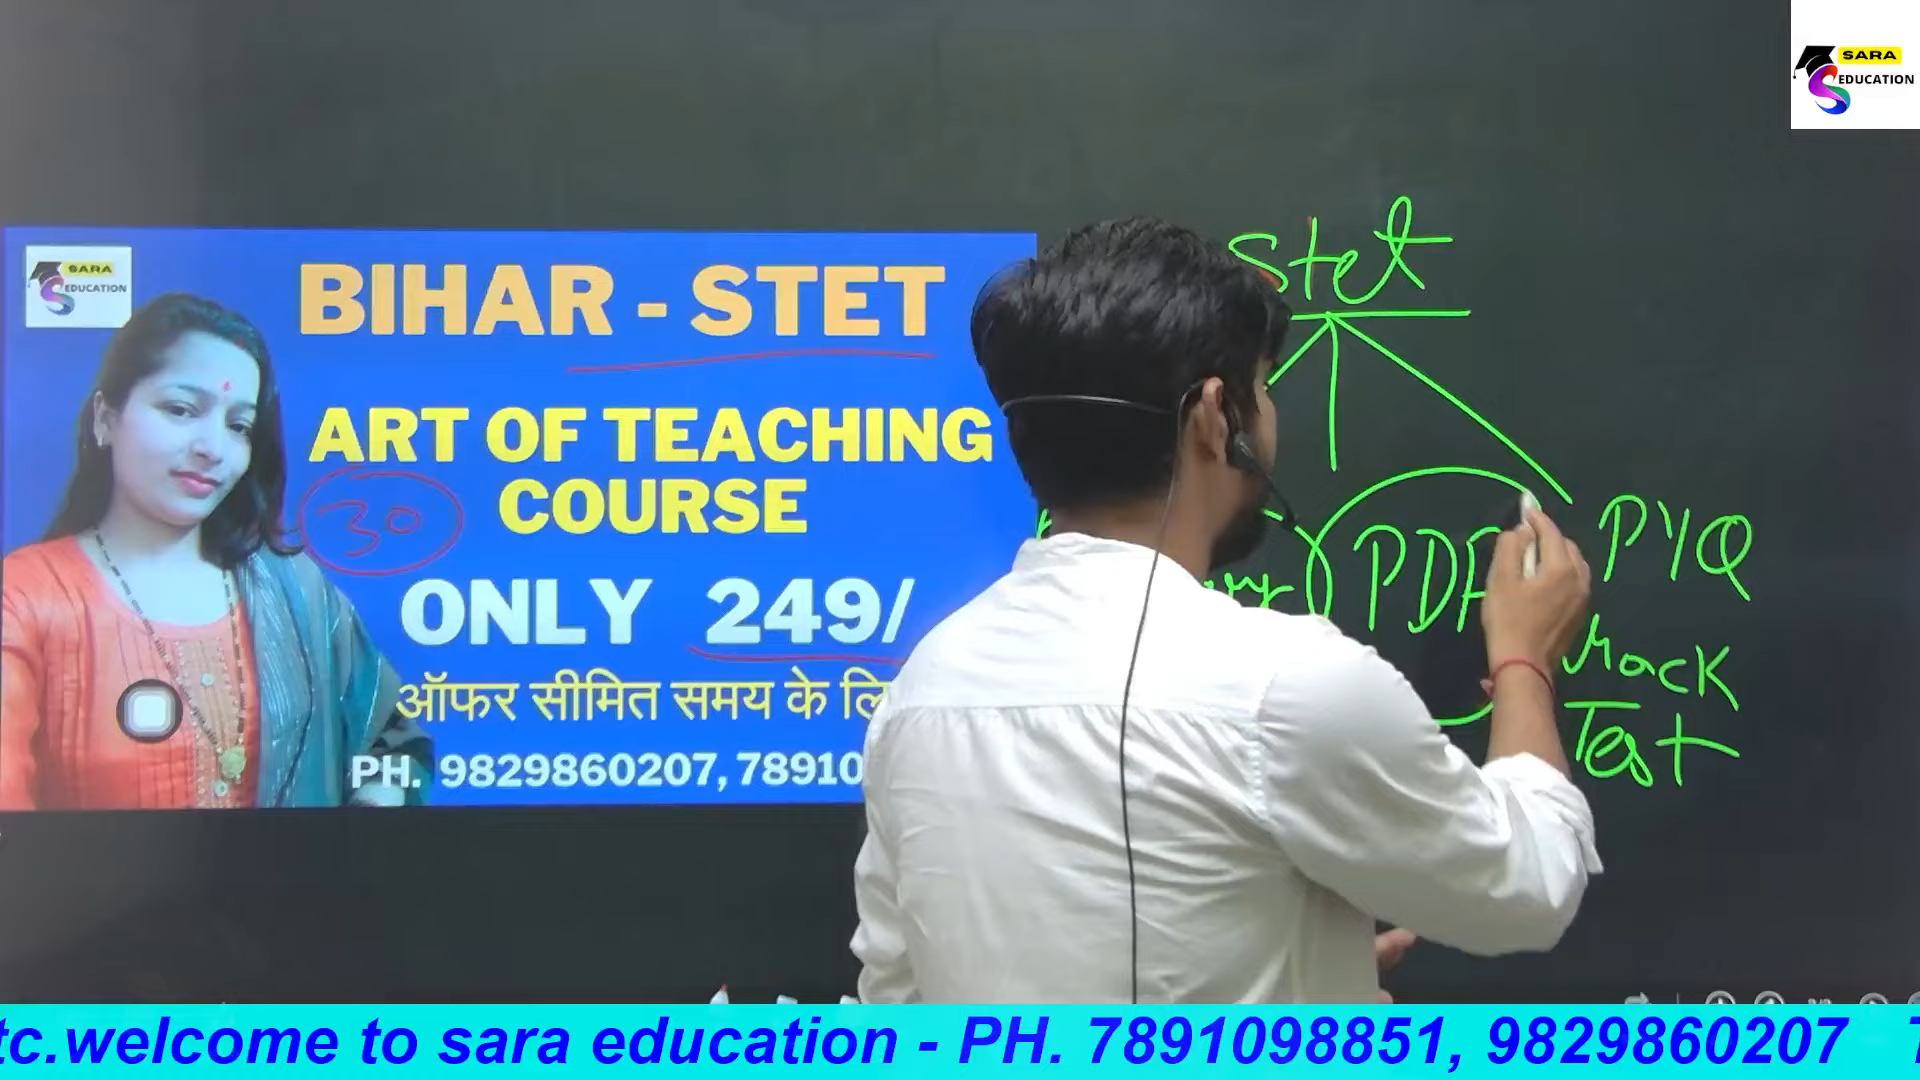 SARA
EDUCATION
SARA
EDUCATION
BIHAR - STET
ART OF TEACHING
COURSE
30
ONLY 249/
ऑफर सीमित समय के
PH. 9829860207, 78910
Stet
PDF
PYQ
Mock
Test
tc.welcome to sara education - PH. 7891098851, 9829860207